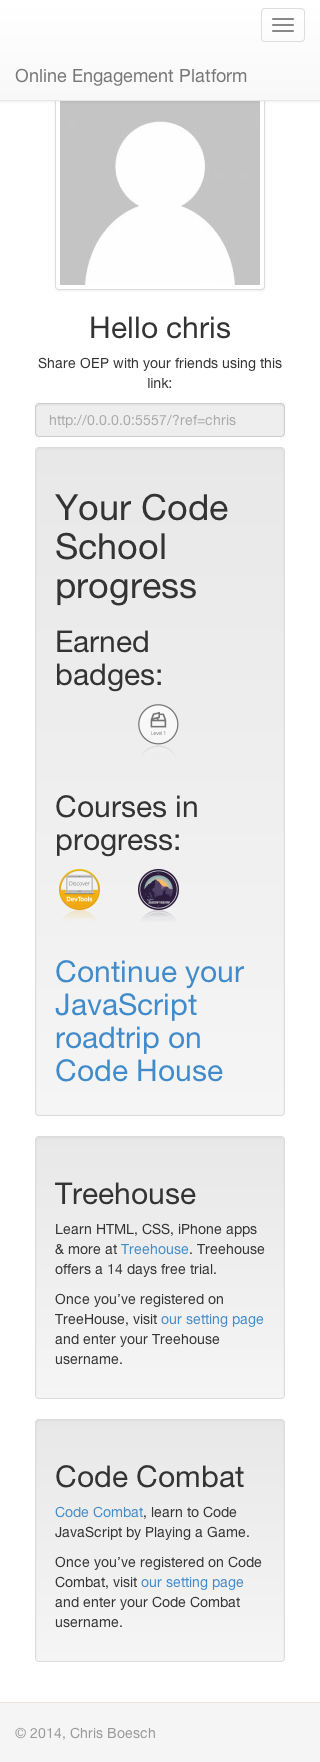 Online Engagement Platform
Hello chris
Share OEP with your friends using this
link:
http://0.0.0.0:5557/?ref=chris
Your Code
School
progress
Earned
badges:
Level 1
Courses in
progress:
Discover
DevTools
Continue your
JavaScript
roadtrip on
Code House
Treehouse
Learn HTML, CSS, iPhone apps
& more at Treehouse. Treehouse
offers a 14 days free trial.
Once you’ve registered on
TreeHouse, visit our setting page
and enter your Treehouse
username.
Code Combat
Code Combat, learn to Code
JavaScript by Playing a Game.
Once you’ve registered on Code
Combat, visit our setting page
and enter your Code Combat
username.
© 2014, Chris Boesch